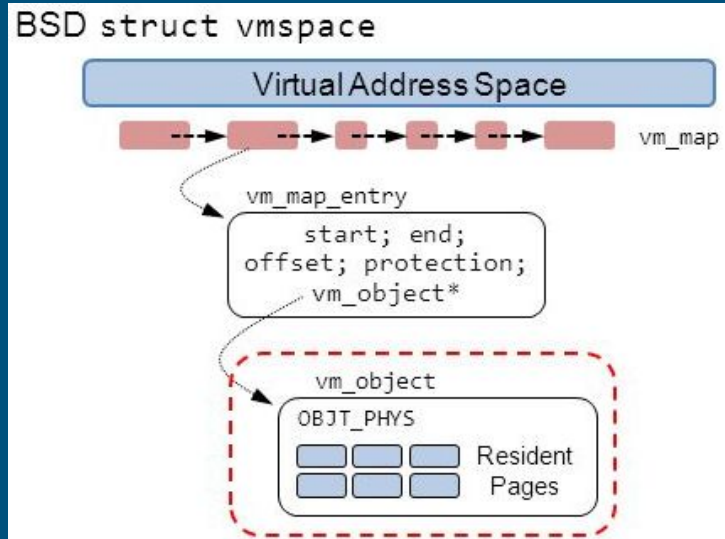 BSD struct vmspace
Virtual Address Space
vm_map
vm_map_entry
start; end;
offset; protection;
vm_object*
vm_object
OBJT_PHYS
Resident
Pages